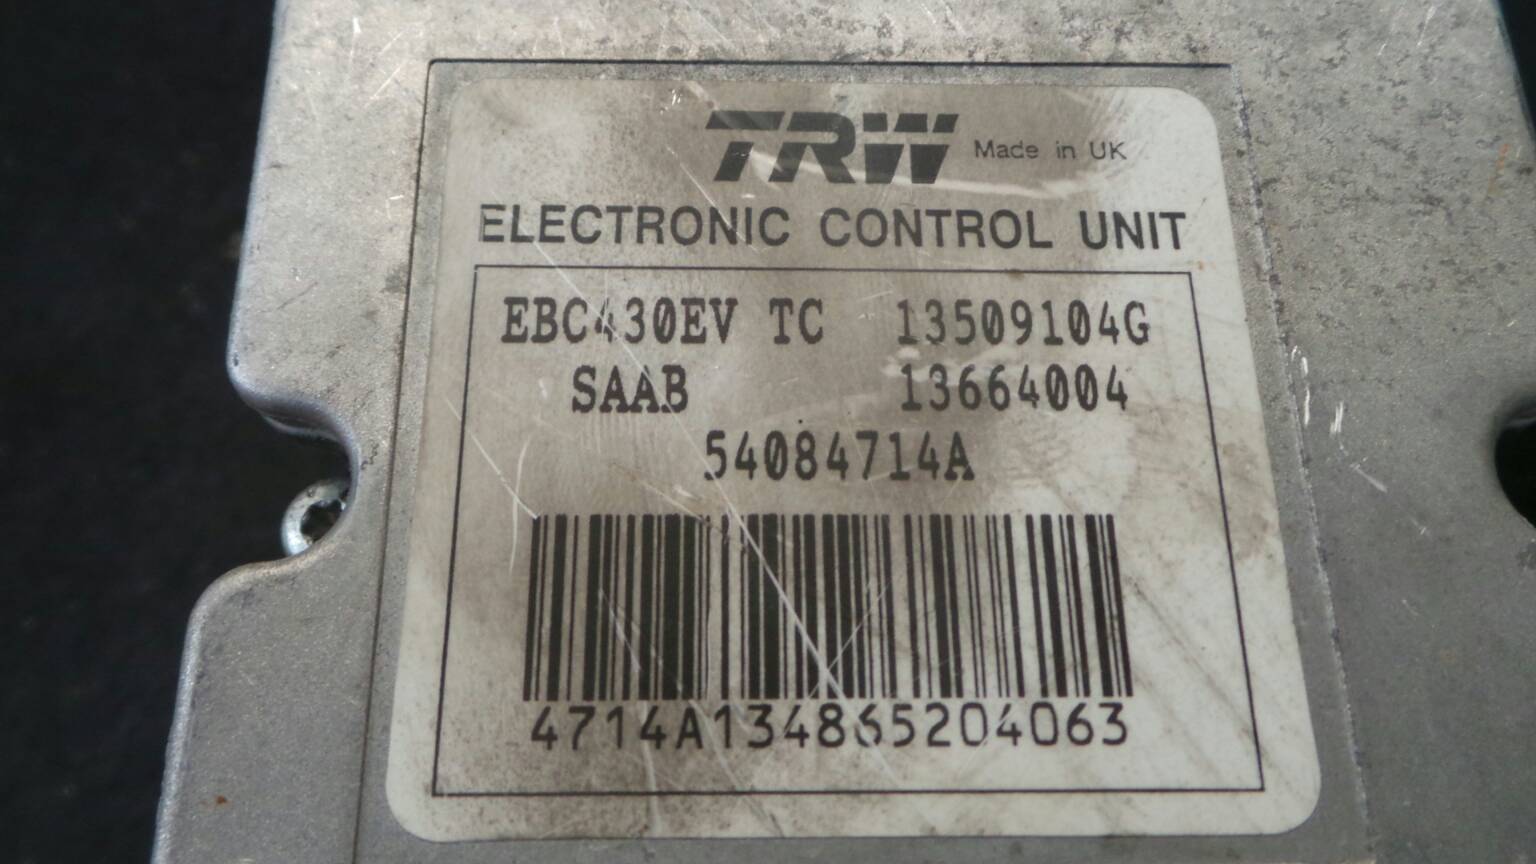 TRW Made in UK
ELECTRONIC CONTROL UNIT
EBC430EV TC 13509104G
SAAB 13664004
54084714A
4714A134865204063